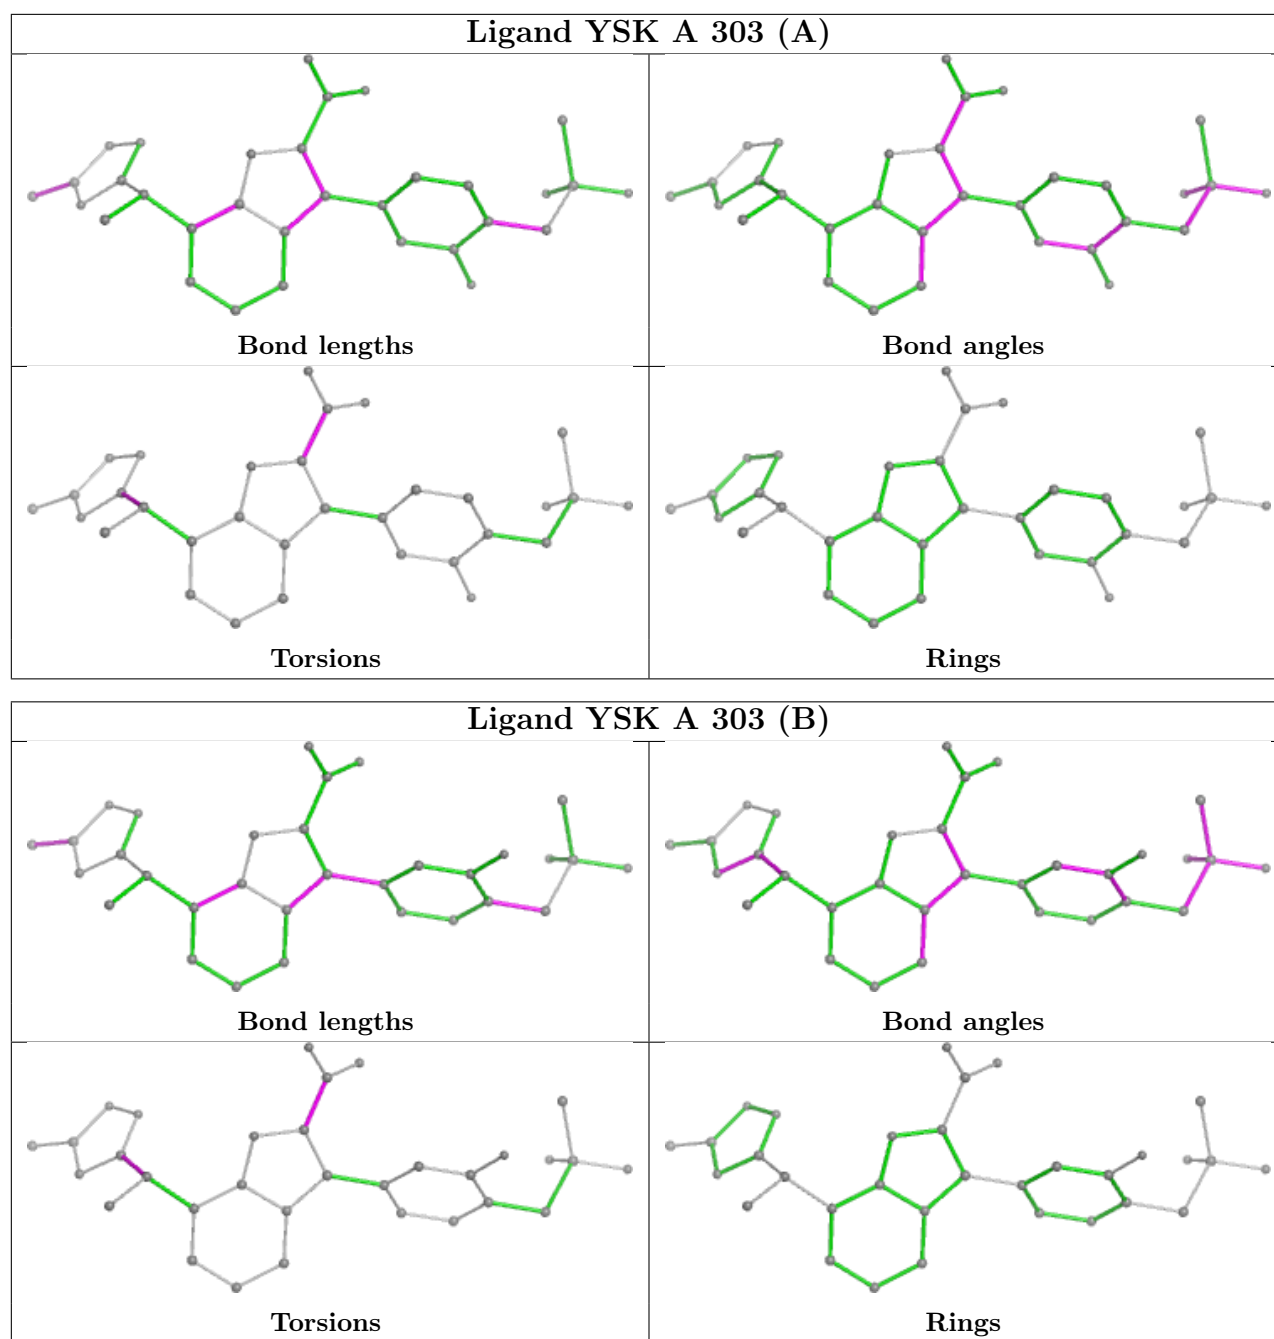 Ligand YSK A 303 (A)
Bond lengths
Bond angles
Torsions
Rings
Ligand YSK A 303 (B)
Bond lengths
Bond angles
Torsions
Rings